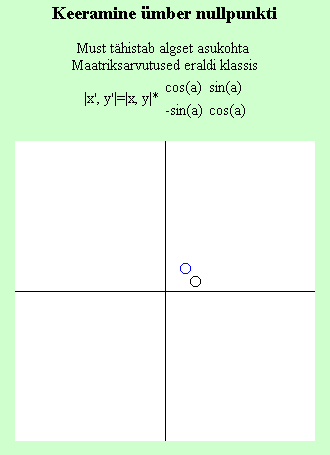 Keeramine ümber nullpunkti
Must tähistab algset asukohta
Maatriksarvutused eraldi klassis
cos(a) sin(a)
|x', y'|=|x, y|*
-sin(a) cos(a)